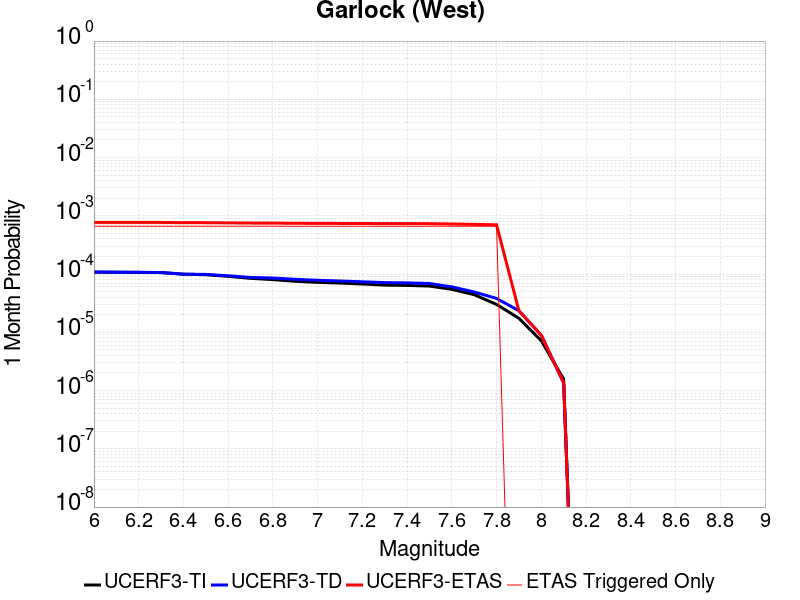 Garlock (West)
10^0
10^-1
10^-2
10^-3
10^-4
10^-5
10^-6
10^-7
10^-8
1 Month Probability
6 6.2 6.4 6.6 6.8 7 7.2 7.4 7.6 7.8 8 8.2 8.4 8.6 8.8 9
Magnitude
UCERF3-TI UCERF3-TD UCERF3-ETAS ETAS Triggered Only